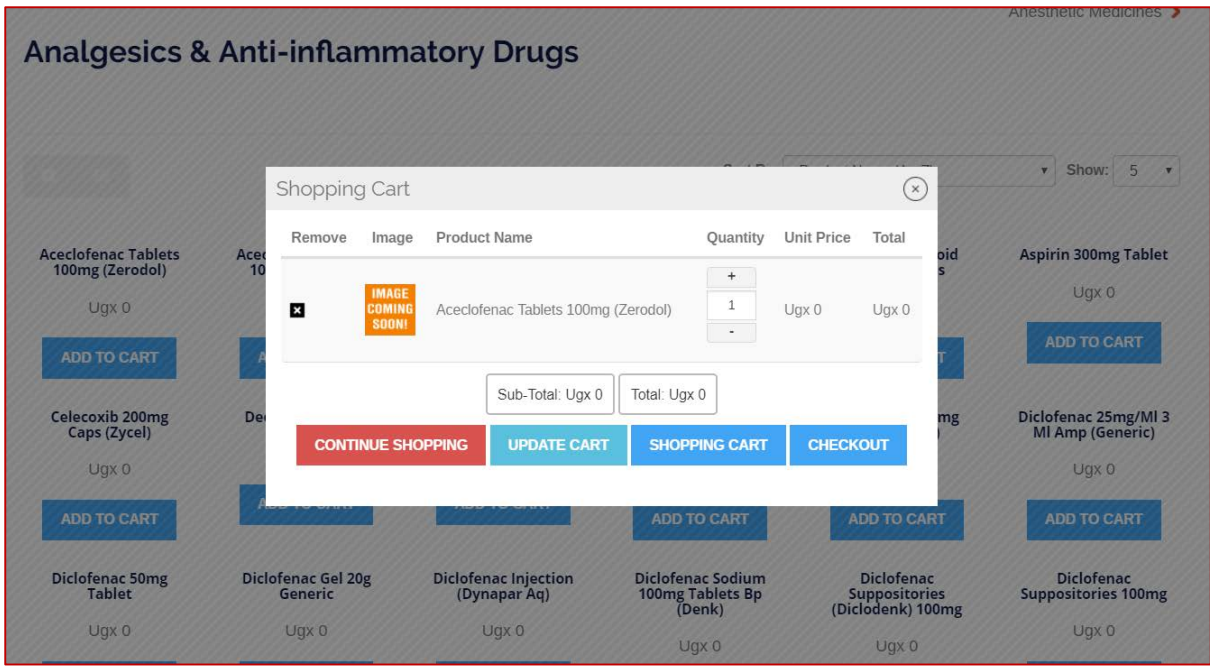 Anesthetic Medicines
Analgesics & Anti-inflammatory Drugs
Show: 5
Shopping Cart
Remove Image Product Name Quantity Unit Price Total
IMAGE
COMING
SOON!
Aceclofenac Tablets 100mg (Zerodol)
+
1
-
Ugx 0
Ugx 0
Sub-Total: Ugx 0
Total: Ugx 0
CONTINUE SHOPPING
UPDATE CART
SHOPPING CART
CHECKOUT
Aceclofenac Tablets
100mg (Zerodol)
Ugx 0
ADD TO CART
Aspirin 300mg Tablet
Ugx 0
ADD TO CART
Celecoxib 200mg
Caps (Zycel)
Ugx 0
ADD TO CART
ADD TO CART
ADD TO CART
Diclofenac 25mg/Ml 3
Ml Amp (Generic)
Ugx 0
ADD TO CART
Diclofenac 50mg
Tablet
Ugx 0
Diclofenac Gel 20g
Generic
Ugx 0
Diclofenac Injection
(Dynapar Aq)
Ugx 0
Diclofenac Sodium
100mg Tablets Bp
(Denk)
Ugx 0
Diclofenac
Suppositories
(Diclodenk) 100mg
Ugx 0
Diclofenac
Suppositories 100mg
Ugx 0